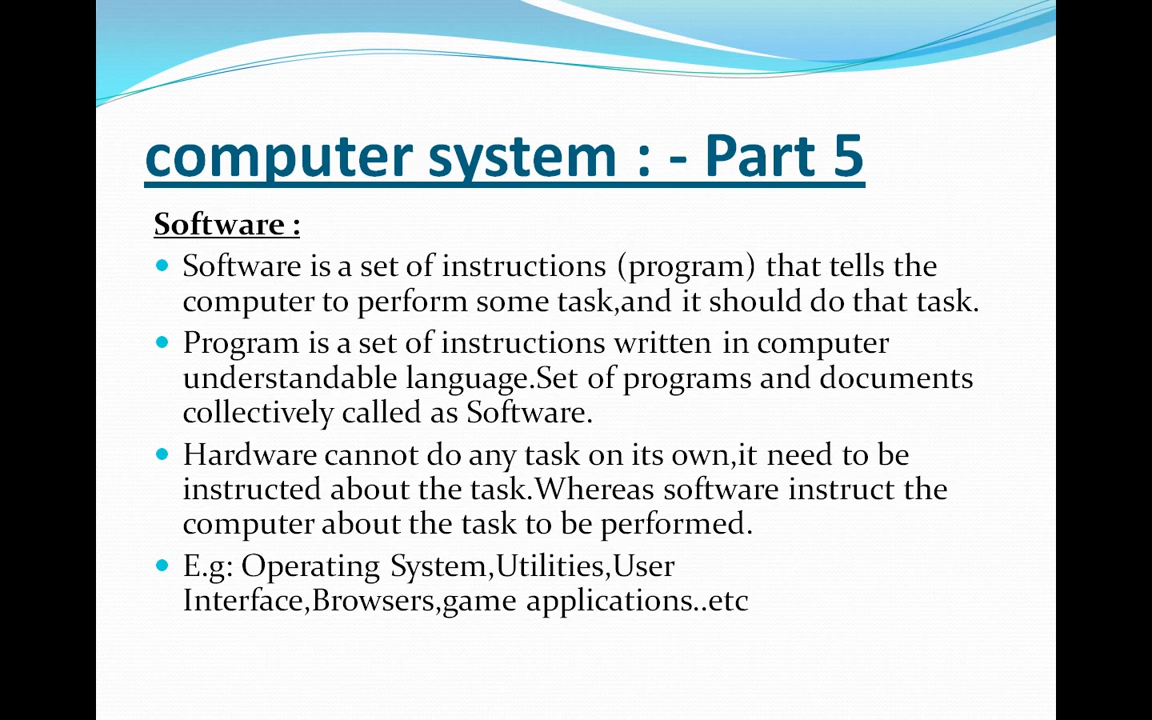 computer system : - Part 5
Software :
Software is a set of instructions (program) that tells the
computer to perform some task,and it should do that task.
Program is a set of instructions written in computer
understandable language.Set of programs and documents
collectively called as Software.
Hardware cannot do any task on its own,it need to be
instructed about the task.Whereas software instruct the
computer about the task to be performed.
E.g: Operating System,Utilities,User
Interface,Browsers,game applications..etc